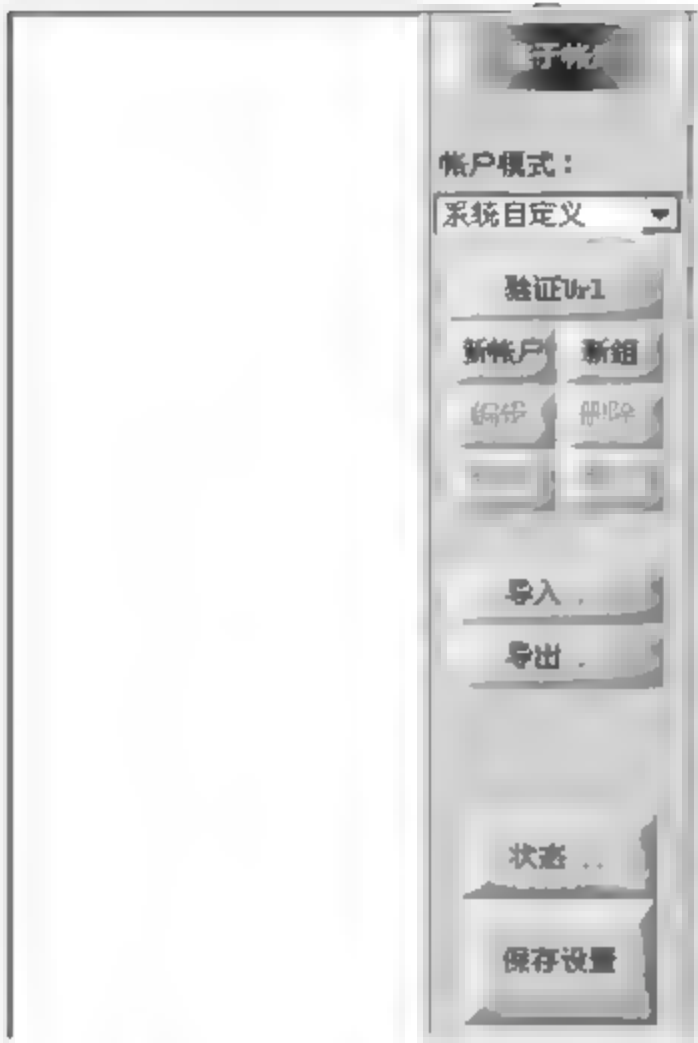 帐户模式：
系统自定义
验证Url
新帐户 新组
编辑 删除
导入 .
导出 .
状态 ..
保存设置